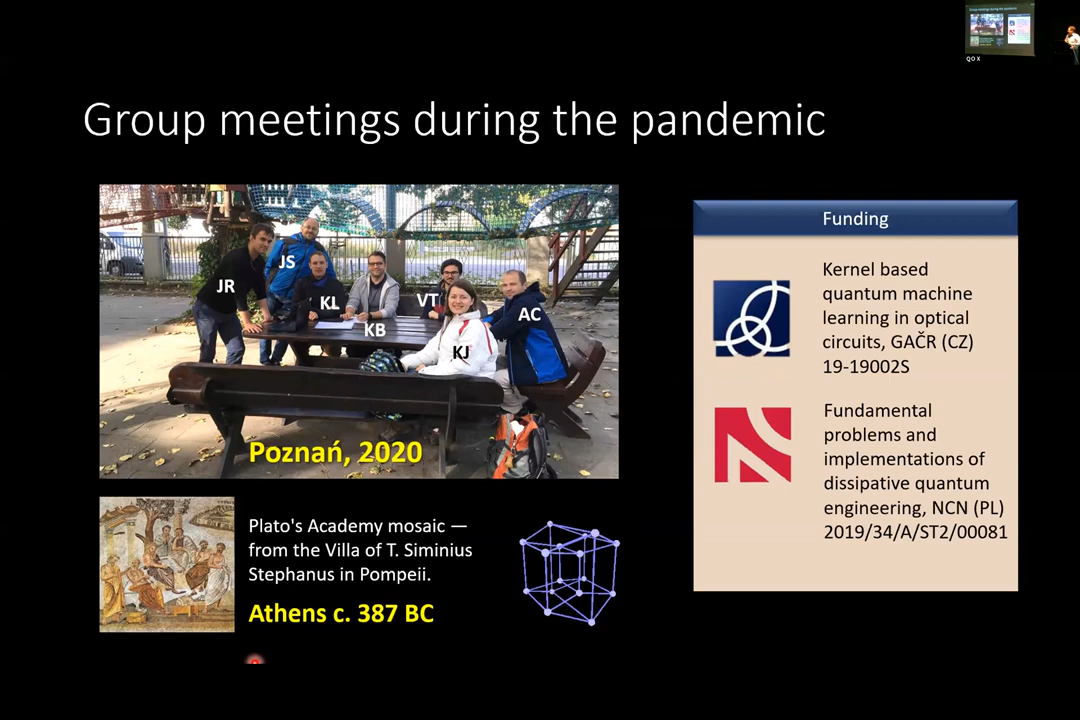 QO X
Group meetings during the pandemic
JR
JS
KL
KB
VT
KJ
AC
Poznań, 2020
Plato's Academy mosaic —
from the Villa of T. Siminius
Stephanus in Pompeii.
Athens c. 387 BC
Funding
Kernel based
quantum machine
learning in optical
circuits, GAČR (CZ)
19-19002S
Fundamental
problems and
implementations of
dissipative quantum
engineering, NCN (PL)
2019/34/A/ST2/00081